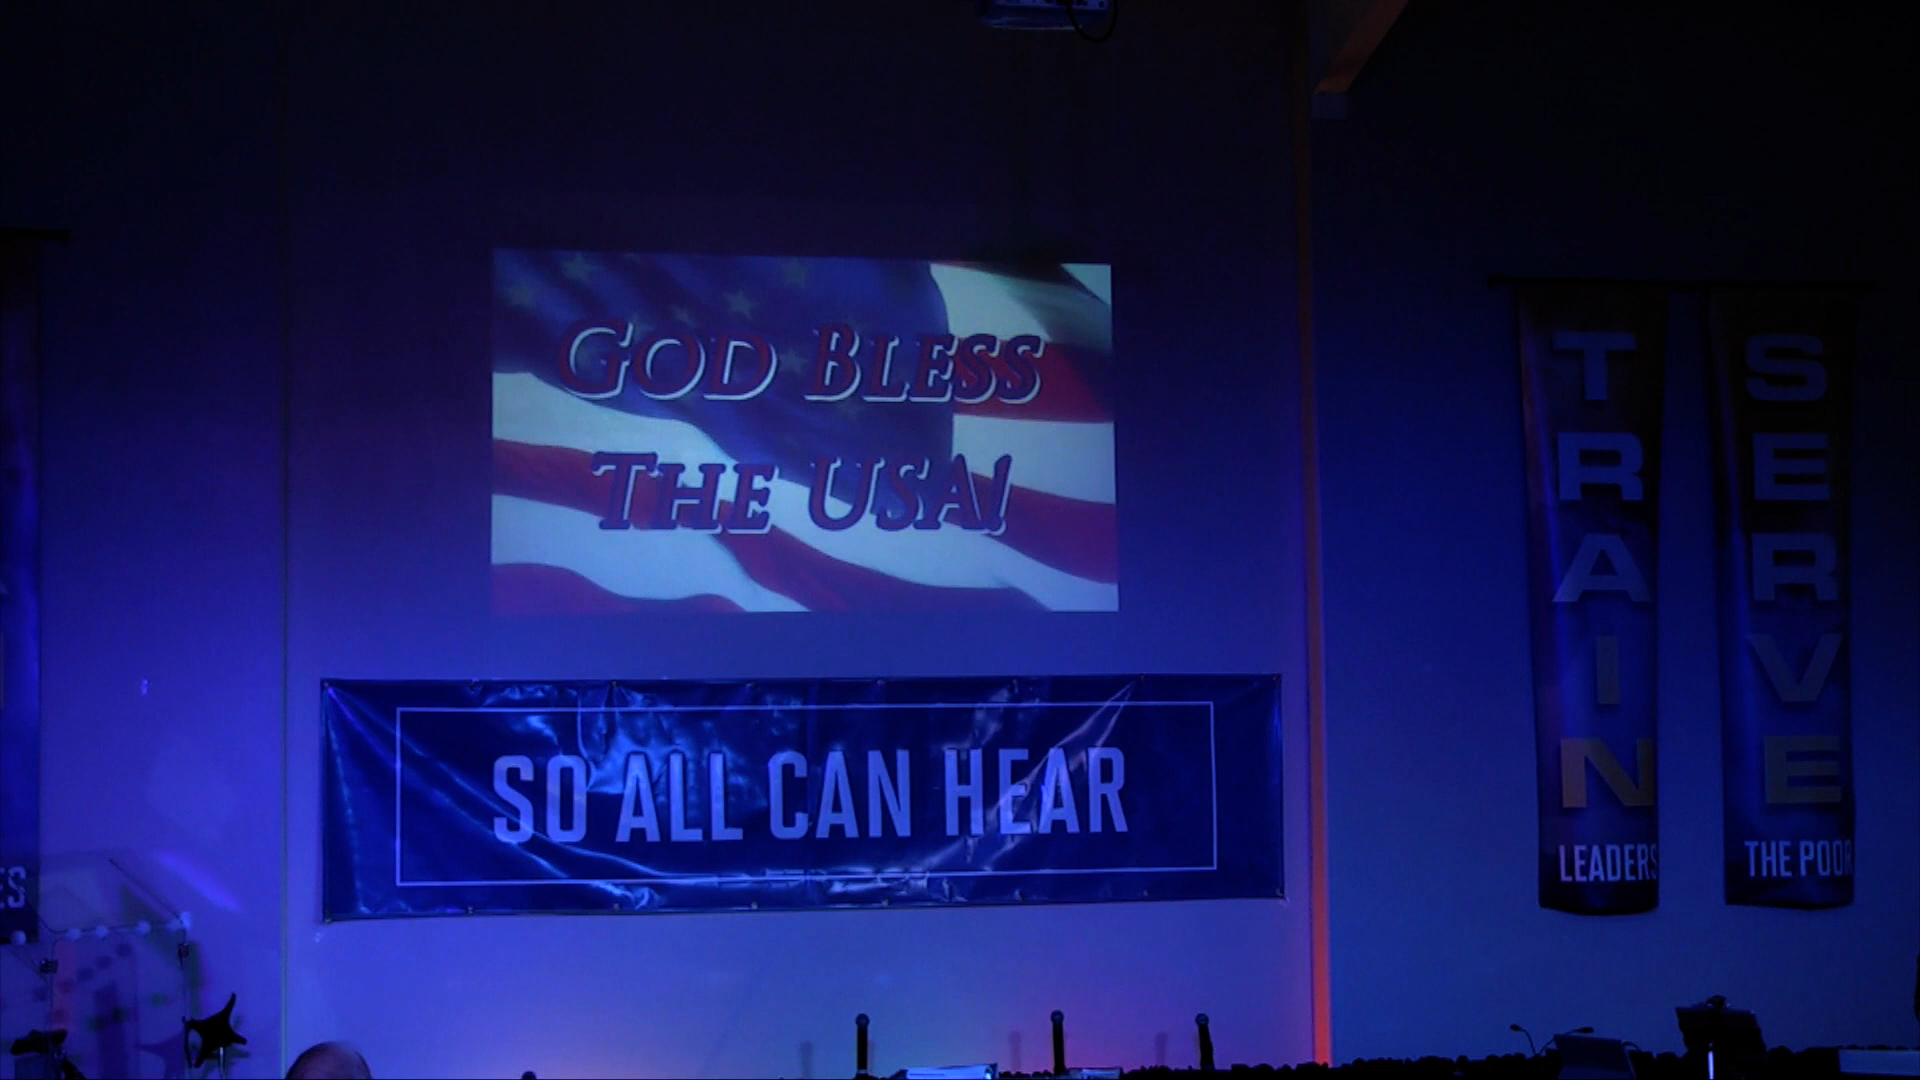 GOD BLESS
THE USA!
SO ALL CAN HEAR
TRAIN
LEADERS
SERVE
THE POOR